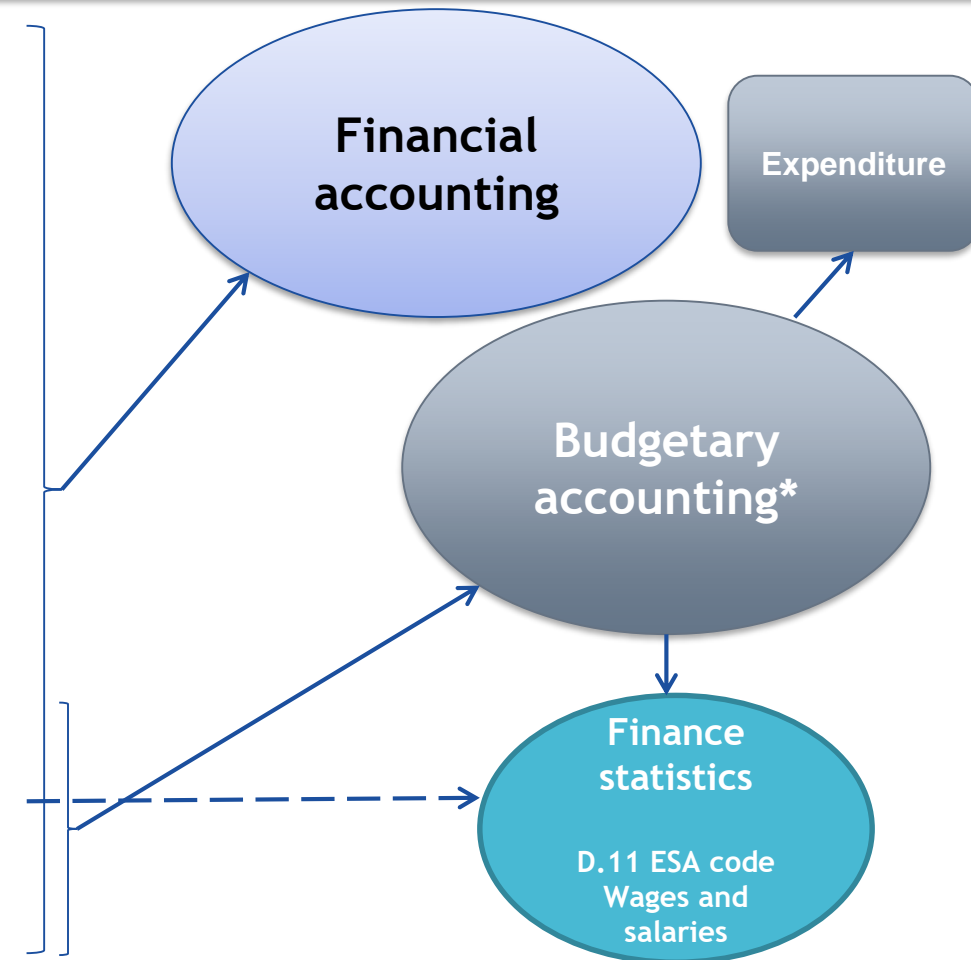 Financial
accounting
Expenditure
Budgetary
accounting*
Finance
statistics
D.11 ESA code
Wages and
salaries